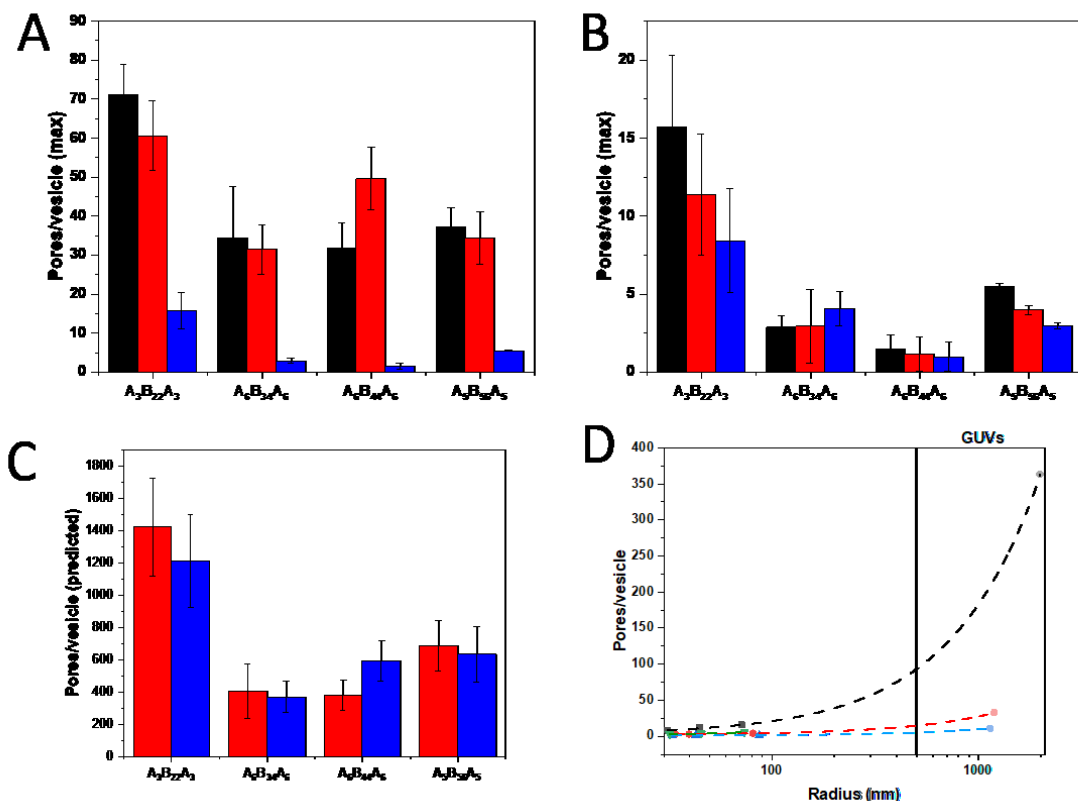 A
Pores/vesicle (max)
90
80
70
60
50
40
30
20
10
0
A₃B₂₂A₃ A₆B₃₄A₆ A₆B₄₄A₆ A₅B₅₆A₅
B
Pores/vesicle (max)
20
15
10
5
0
A₃B₂₂A₃ A₆B₃₄A₆ A₆B₄₄A₆ A₅B₅₆A₅
C
Pores/vesicle (predicted)
1800
1600
1400
1200
1000
800
600
400
200
0
A₃B₂₂A₃ A₆B₃₄A₆ A₆B₄₄A₆ A₅B₅₆A₅
D
GUVs
Pores/vesicle
400
350
300
250
200
150
100
50
0
100 1000
Radius (nm)